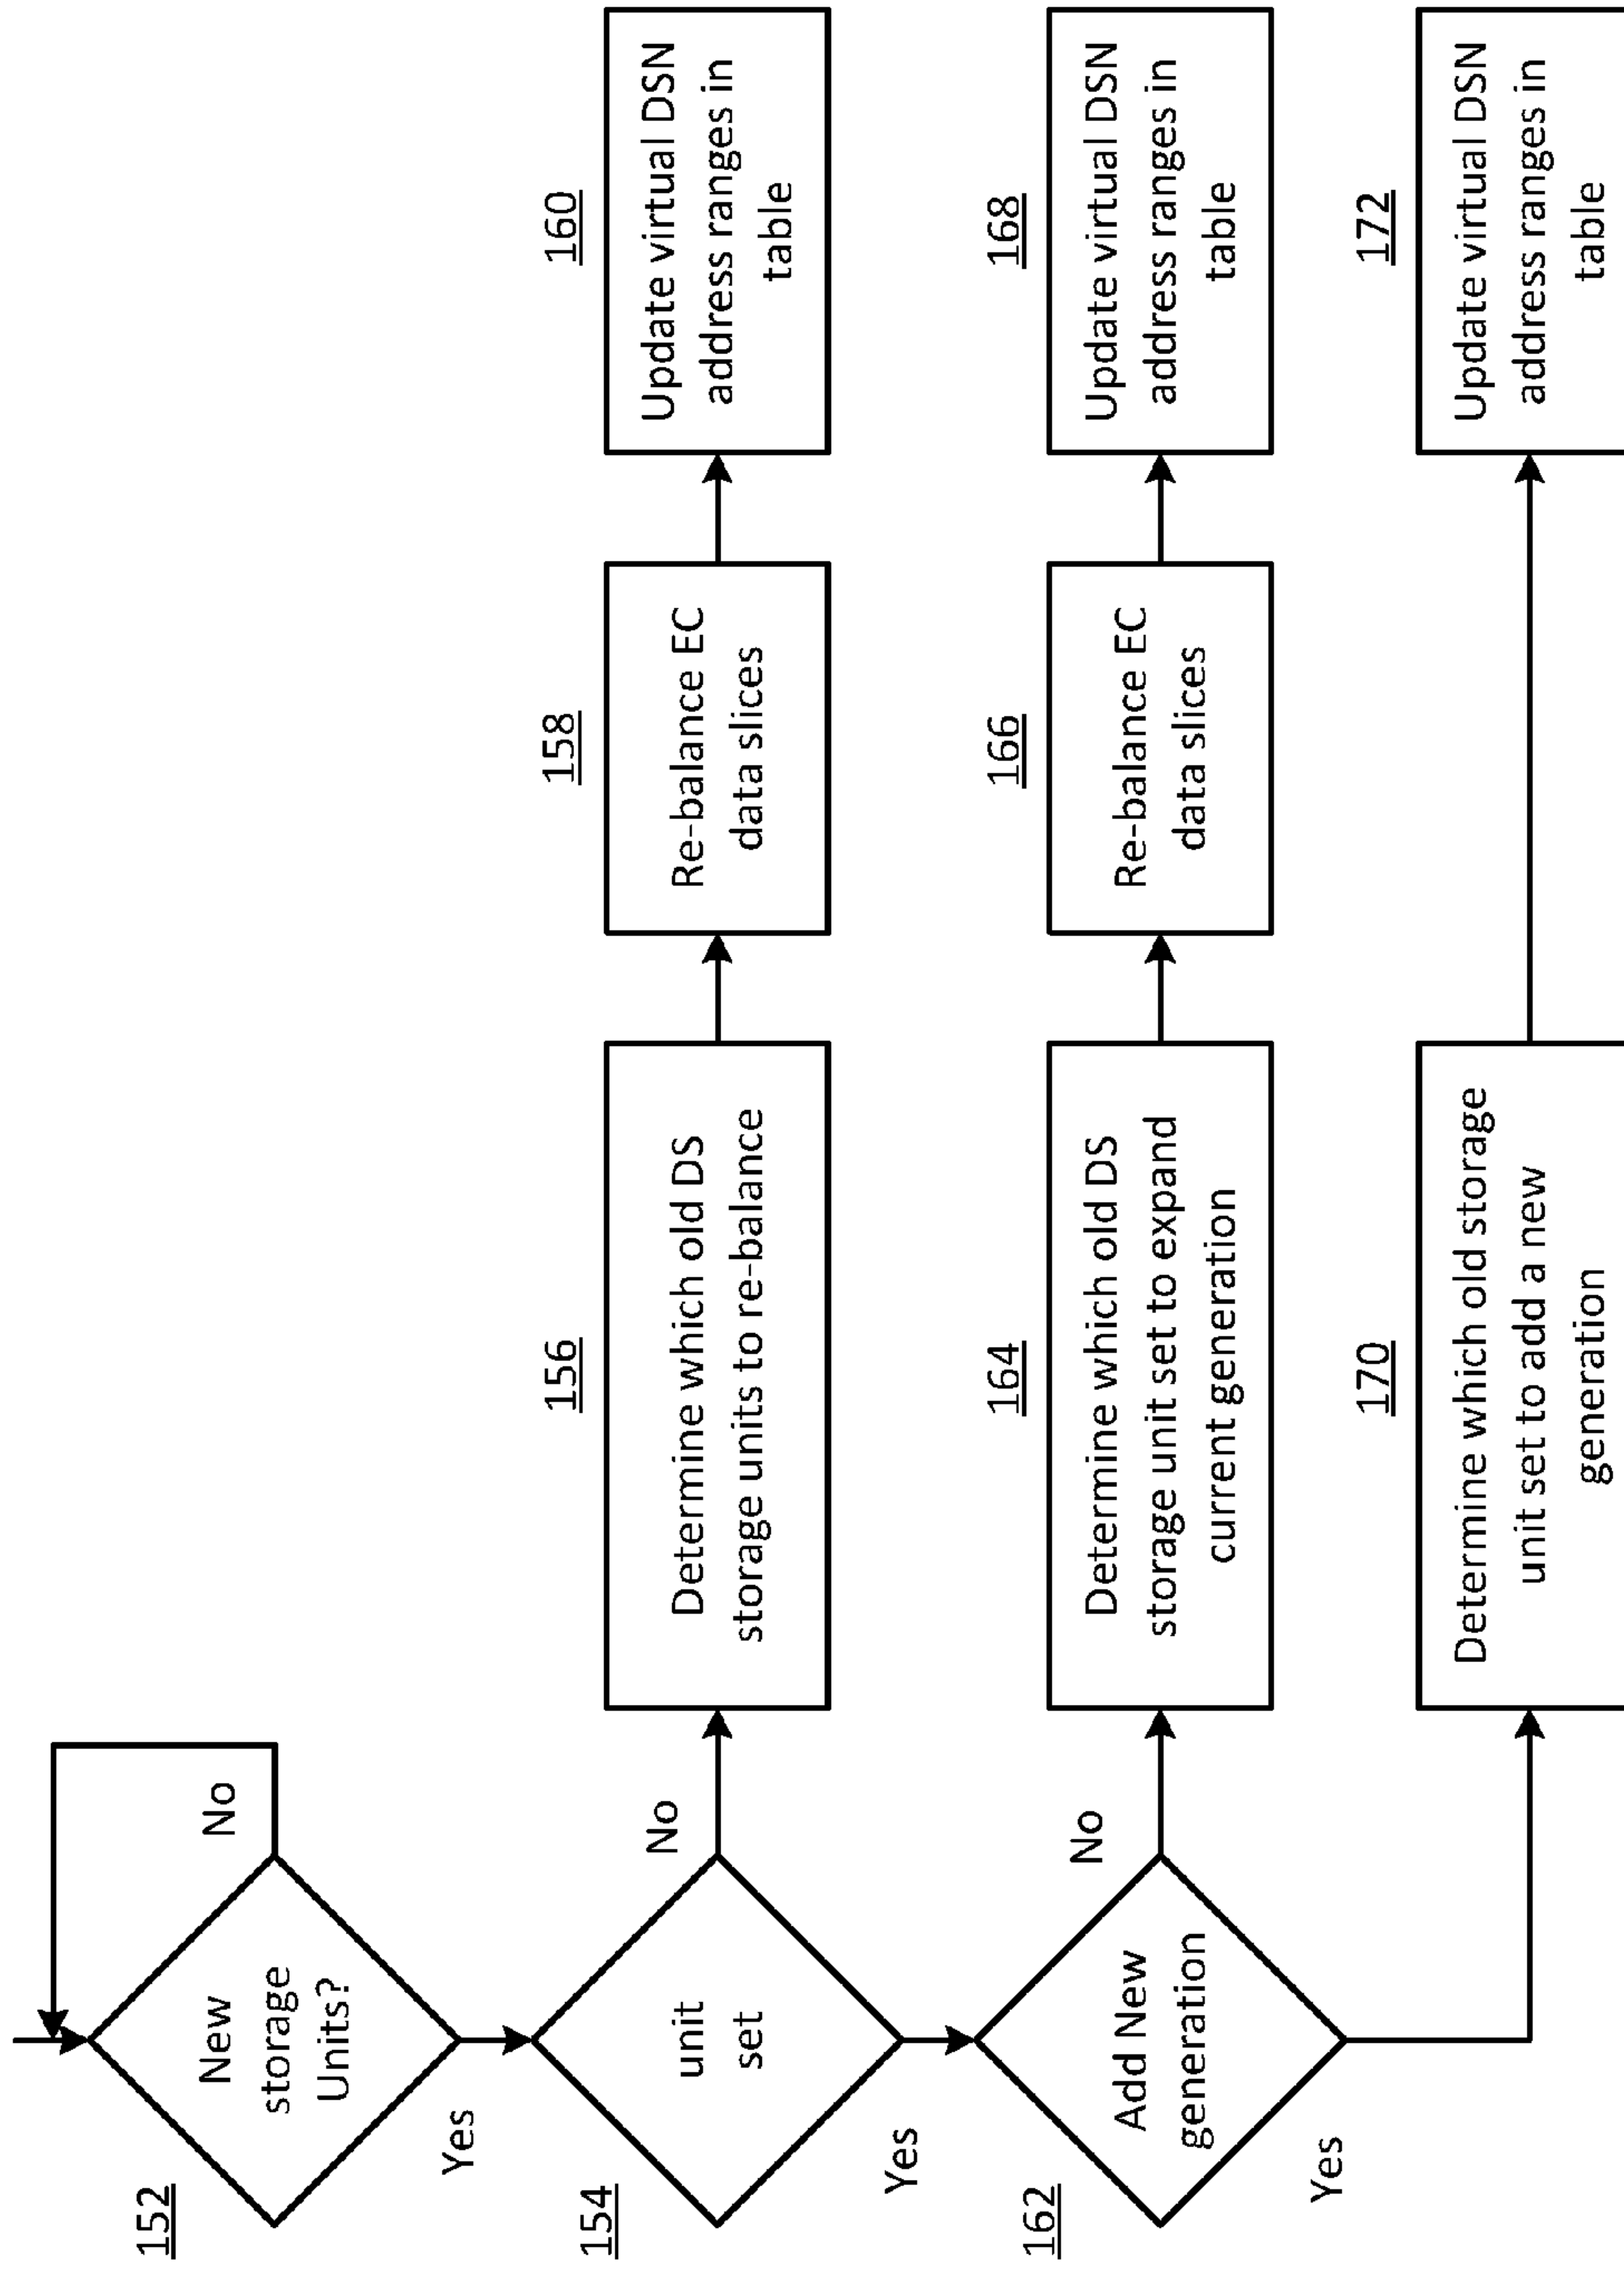 152
New
storage
Units?
No
Yes
154
unit
set
No
Yes
156
Determine which old DS
storage units to re-balance
158
Re-balance EC
data slices
160
Update virtual DSN
address ranges in
table
162
Add New
generation
No
Yes
164
Determine which old DS
storage unit set to expand
current generation
166
Re-balance EC
data slices
168
Update virtual DSN
address ranges in
table
170
Determine which old storage
unit set to add a new
generation
172
Update virtual DSN
address ranges in
table